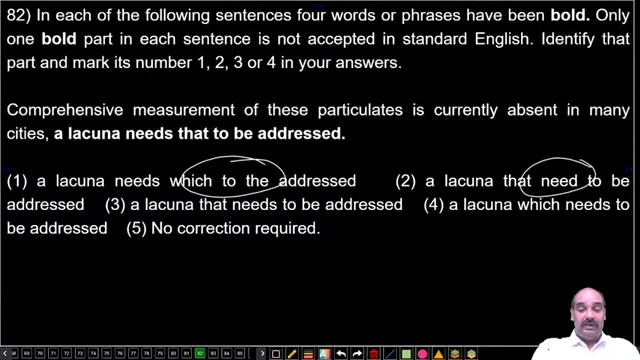 82) In each of the following sentences four words or phrases have been bold. Only
one bold part in each sentence is not accepted in standard English. Identify that
part and mark its number 1, 2, 3 or 4 in your answers.
Comprehensive measurement of these particulates is currently absent in many
cities, a lacuna needs that to be addressed.
(1) a lacuna needs which to the addressed (2) a lacuna that need to be
addressed (3) a lacuna that needs to be addressed (4) a lacuna which needs to
be addressed (5) No correction required.